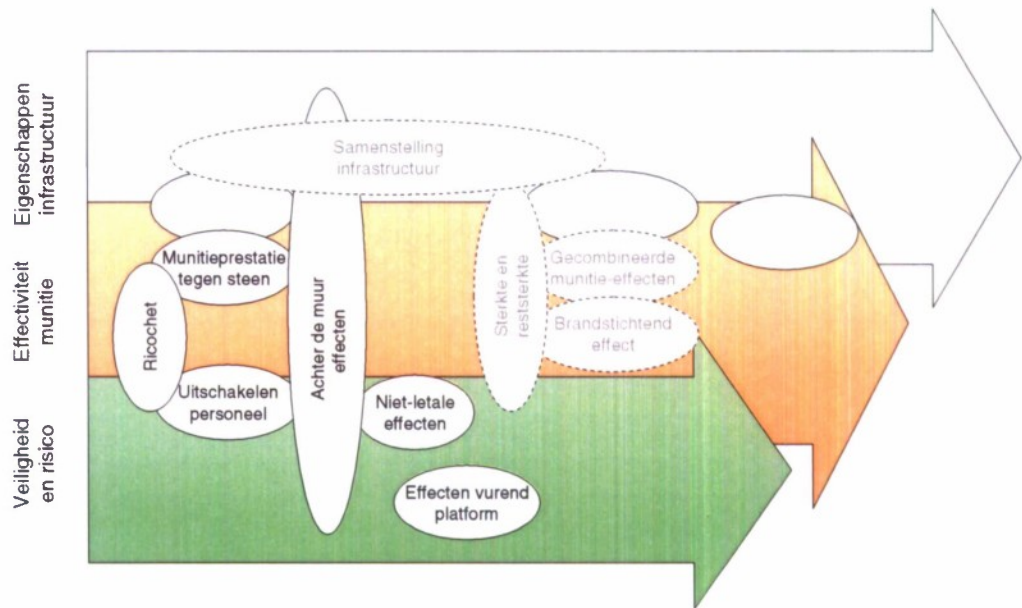 Eigenschappen
infrastructuur
Effectiviteit
munitie
Veiligheid
en risico
Samenstelling
infrastructuur
Munitieprestatie
tegen steen
Ricochet
Uitschakelen
personeel
Achter de muur
effecten
Niet-letale
effecten
Effecten vurend
platform
Sterkte en
reststerkte
Gecombineerde
munitie-effecten
Brandstichtend
effect